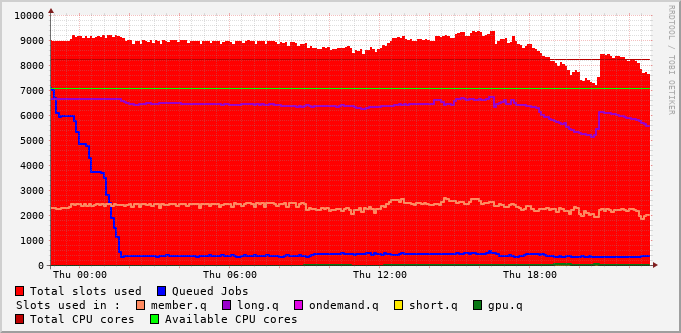 10000
9000
8000
7000
6000
5000
4000
3000
2000
1000
0
Thu 00:00 Thu 06:00 Thu 12:00 Thu 18:00
Total slots used Queued Jobs
Slots used in : member.q long.q ondemand.q short.q gpu.q
Total CPU cores Available CPU cores
RRDTOOL / TOBI OETIKER